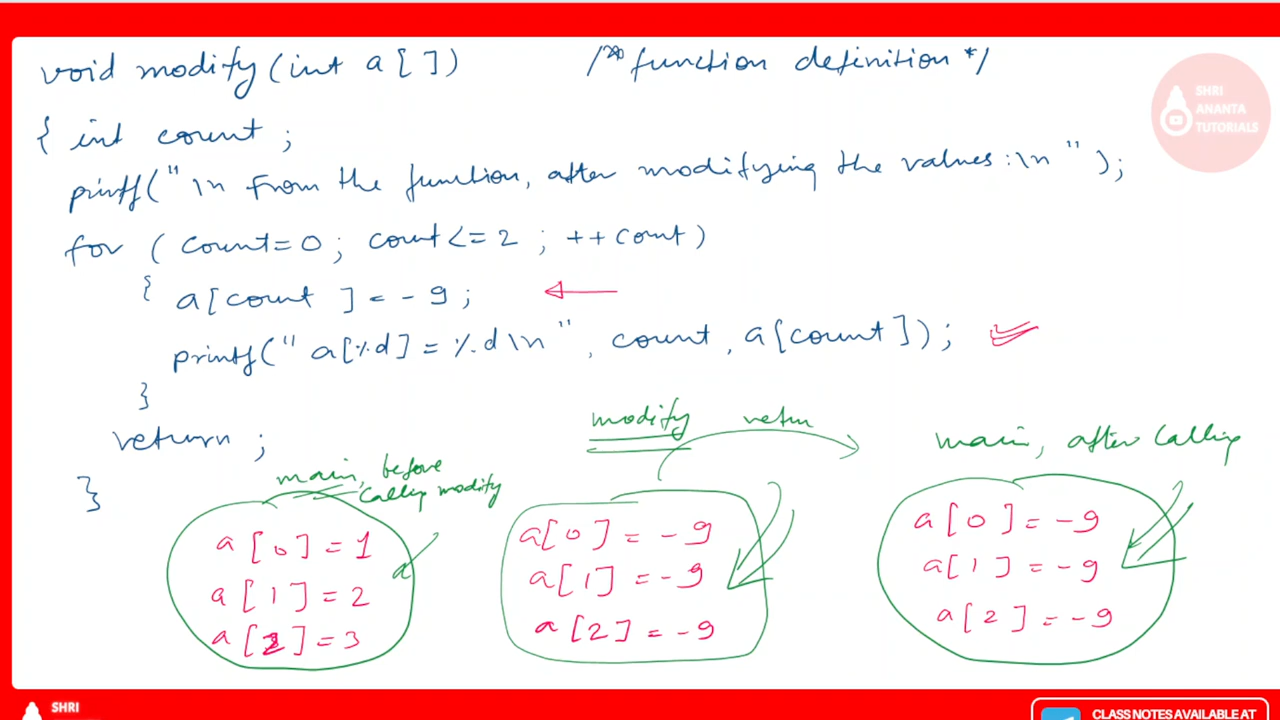 void modify(int a[]) /* function definition */
{ int count ;
printf(" \n From the function, after modifying the values:\n ");
for ( count=0; count<=2 ; ++count)
{ a[count ] = -9;
printf(" a[%d] = %d\n ", count, a[count]);
}
return ;
}
main, before
calling modify
a[0] = 1
a[1] = 2
a[2] = 3
modify return
a[0] = -9
a[1] = -9
a[2] = -9
main, after calling
a[0] = -9
a[1] = -9
a[2] = -9
SHRI
ANANTA
TUTORIALS
SHRI
CLASS NOTES AVAILABLE AT